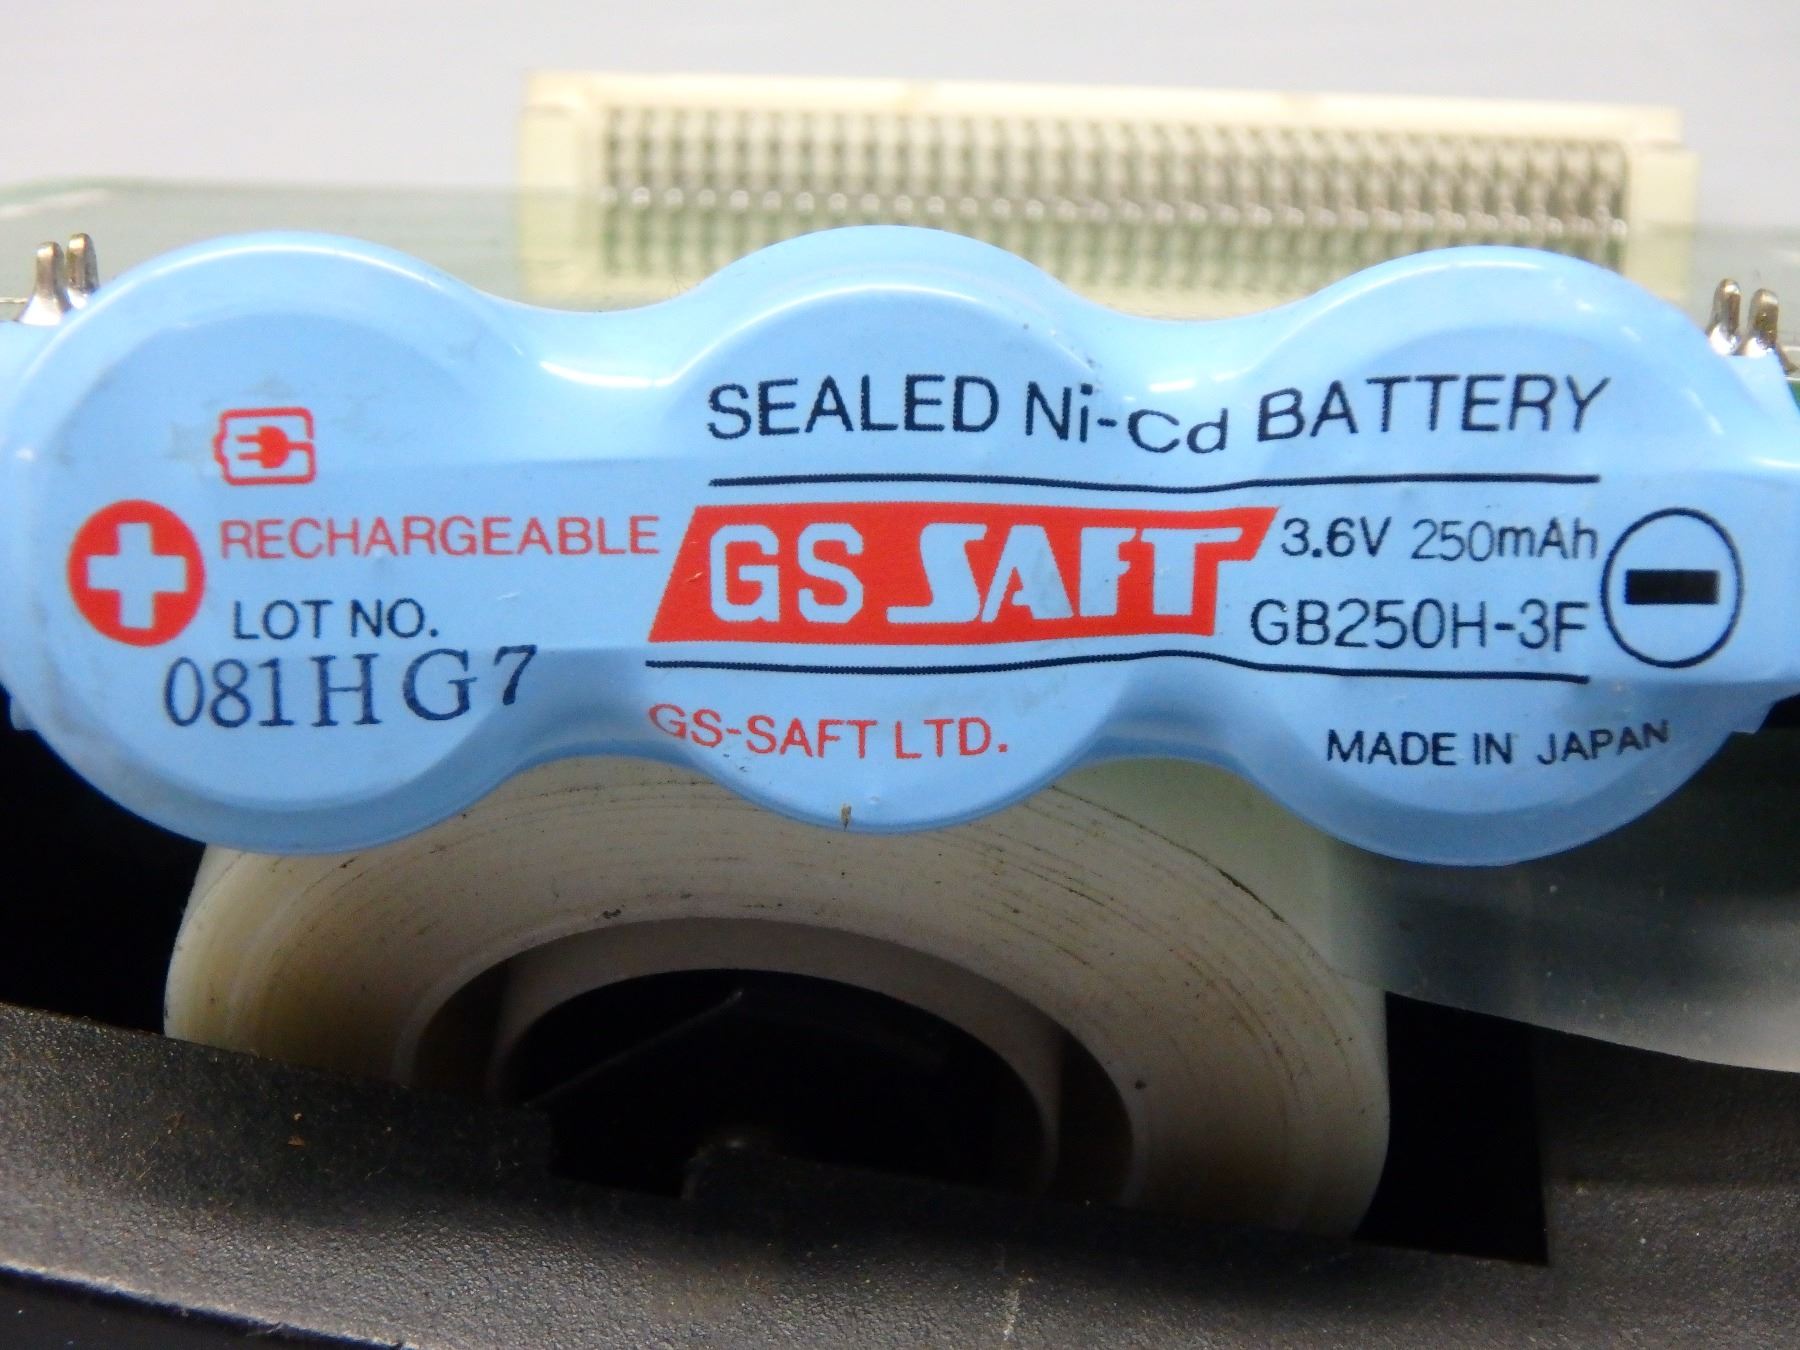 SEALED Ni-Cd BATTERY
RECHARGEABLE
GS SAFT
3.6V 250mAh
GB250H-3F
LOT NO.
081HG7
GS-SAFT LTD.
MADE IN JAPAN